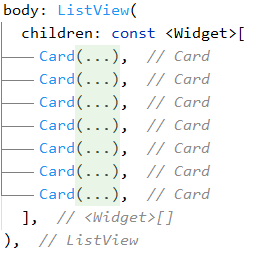 body: ListView(
children: const <Widget>[
Card(...), // Card
Card(...), // Card
Card(...), // Card
Card(...), // Card
Card(...), // Card
Card(...), // Card
Card(...), // Card
], // <Widget>[]
), // ListView